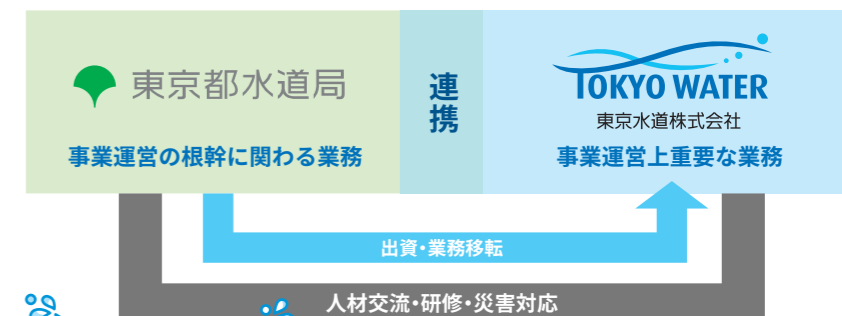 東京都水道局
事業運営の根幹に関わる業務
連携
TOKYO WATER
東京水道株式会社
事業運営上重要な業務
出資・業務移転
人材交流・研修・災害対応